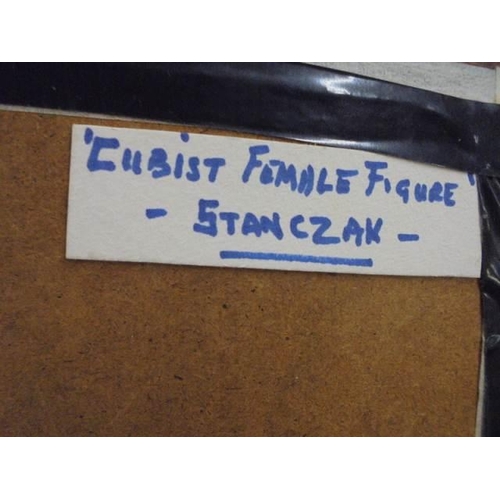 'CUBIST FEMALE FIGURE'
- STANCZAK -